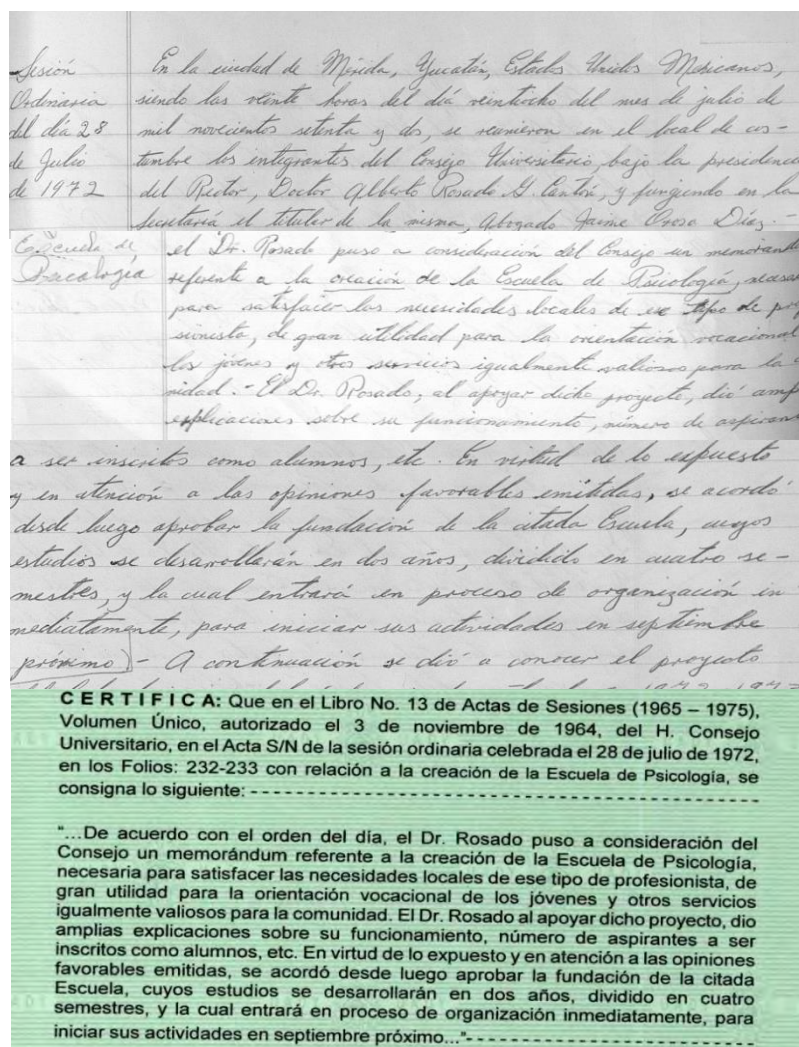 Sesión
Ordinaria
del día 28
de Julio
de 1972
En la ciudad de Mérida, Yucatán, Estados Unidos Mexicanos,
siendo las veinte horas del día veintiocho del mes de julio de
mil novecientos setenta y dos, se reunieron en el local de cos-
tumbre los integrantes del Consejo Universitario, bajo la presidencia
del Rector, Doctor Alberto Rosado G. Cantón, y fungiendo en la
Secretaría el titular de la misma, Abogado Jaime Orosa Díaz.-
Escuela de
Psicología
el Dr. Rosado puso a consideración del Consejo un memoránd
referente a la creación de la Escuela de Psicología, necesar
para satisfacer las necesidades locales de ese tipo de prof
sionista, de gran utilidad para la orientación vocacional
los jóvenes y otros servicios igualmente valiosos para la
nidad.- El Dr. Rosado, al apoyar dicho proyecto, dió amp
explicaciones sobre su funcionamiento, número de aspirant
a ser inscritos como alumnos, etc. En virtud de lo expuesto
y en atención a las opiniones favorables emitidas, se acordó
desde luego aprobar la fundación de la citada Escuela, cuyos
estudios se desarrollarán en dos años, dividido en cuatro se-
mestres, y la cual entrará en proceso de organización in
mediatamente, para iniciar sus actividades en septiembre
próximo)- A continuación se dió a conocer el proyecto
CERTIFICA: Que en el Libro No. 13 de Actas de Sesiones (1965 – 1975),
Volumen Único, autorizado el 3 de noviembre de 1964, del H. Consejo
Universitario, en el Acta S/N de la sesión ordinaria celebrada el 28 de julio de 1972,
en los Folios: 232-233 con relación a la creación de la Escuela de Psicología, se
consigna lo siguiente: - - - - - - - - - - - - - - - - - - - - - - - - - - - - - - - - - - - - - - - -
"...De acuerdo con el orden del día, el Dr. Rosado puso a consideración del
Consejo un memorándum referente a la creación de la Escuela de Psicología,
necesaria para satisfacer las necesidades locales de ese tipo de profesionista, de
gran utilidad para la orientación vocacional de los jóvenes y otros servicios
igualmente valiosos para la comunidad. El Dr. Rosado al apoyar dicho proyecto, dio
amplias explicaciones sobre su funcionamiento, número de aspirantes a ser
inscritos como alumnos, etc. En virtud de lo expuesto y en atención a las opiniones
favorables emitidas, se acordó desde luego aprobar la fundación de la citada
Escuela, cuyos estudios se desarrollarán en dos años, dividido en cuatro
semestres, y la cual entrará en proceso de organización inmediatamente, para
iniciar sus actividades en septiembre próximo..."- - - - - - - - - - - - - - - - - - - - - - - -